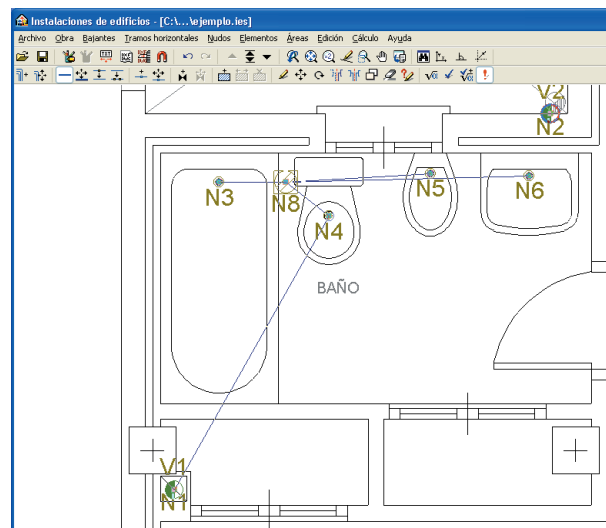 Instalaciones de edificios - [C:\...\ejemplo.ies]
Archivo Obra Bajantes Tramos horizontales Nudos Elementos Áreas Edición Cálculo Ayuda
V2
N2
N3
N8
N5
N6
N4
BAÑO
V1
N1